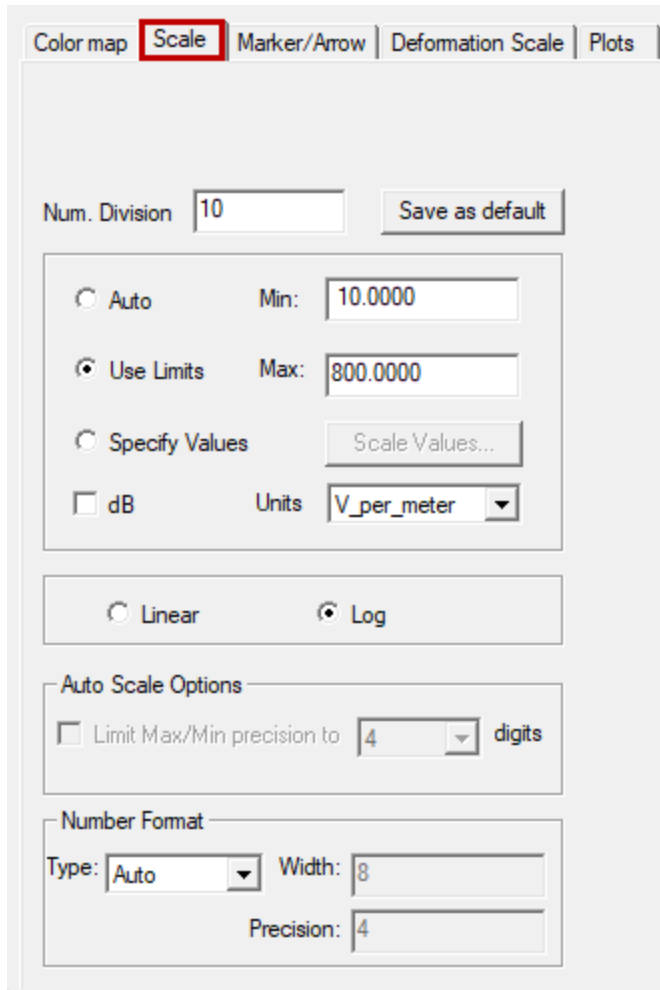 Color map Scale Marker/Arrow Deformation Scale Plots
Num. Division 10 Save as default
Auto Min: 10.0000
Use Limits Max: 800.0000
Specify Values Scale Values...
dB Units V_per_meter
Linear Log
Auto Scale Options
Limit Max/Min precision to 4 digits
Number Format
Type: Auto Width: 8
Precision: 4